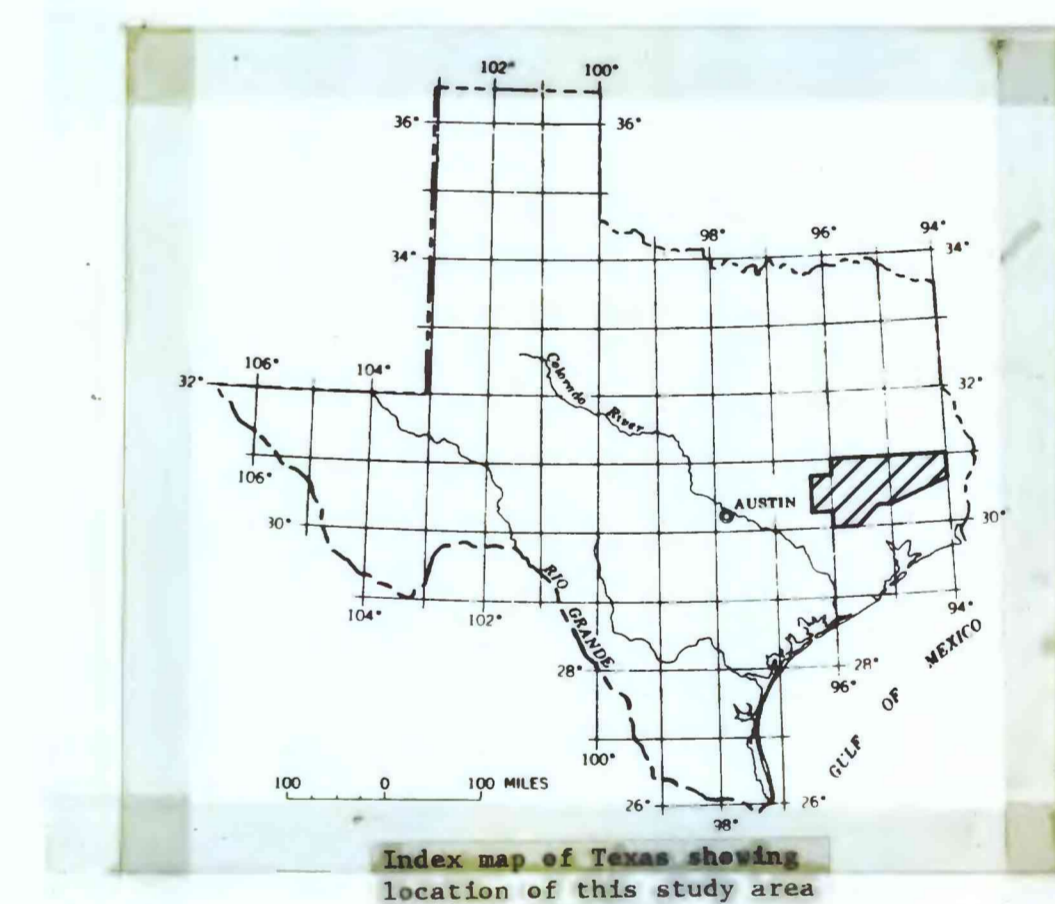 102° 100°
36° 36°
98° 96° 94°
34° 34°
106° 104°
32° 32°
Colorado River
106°
AUSTIN
30° 30°
RIO GRANDE
104° 102° 94°
28° 28°
96°
GULF OF MEXICO
100°
100 0 100 MILES
26° 26°
98°
Index map of Texas showing
location of this study area